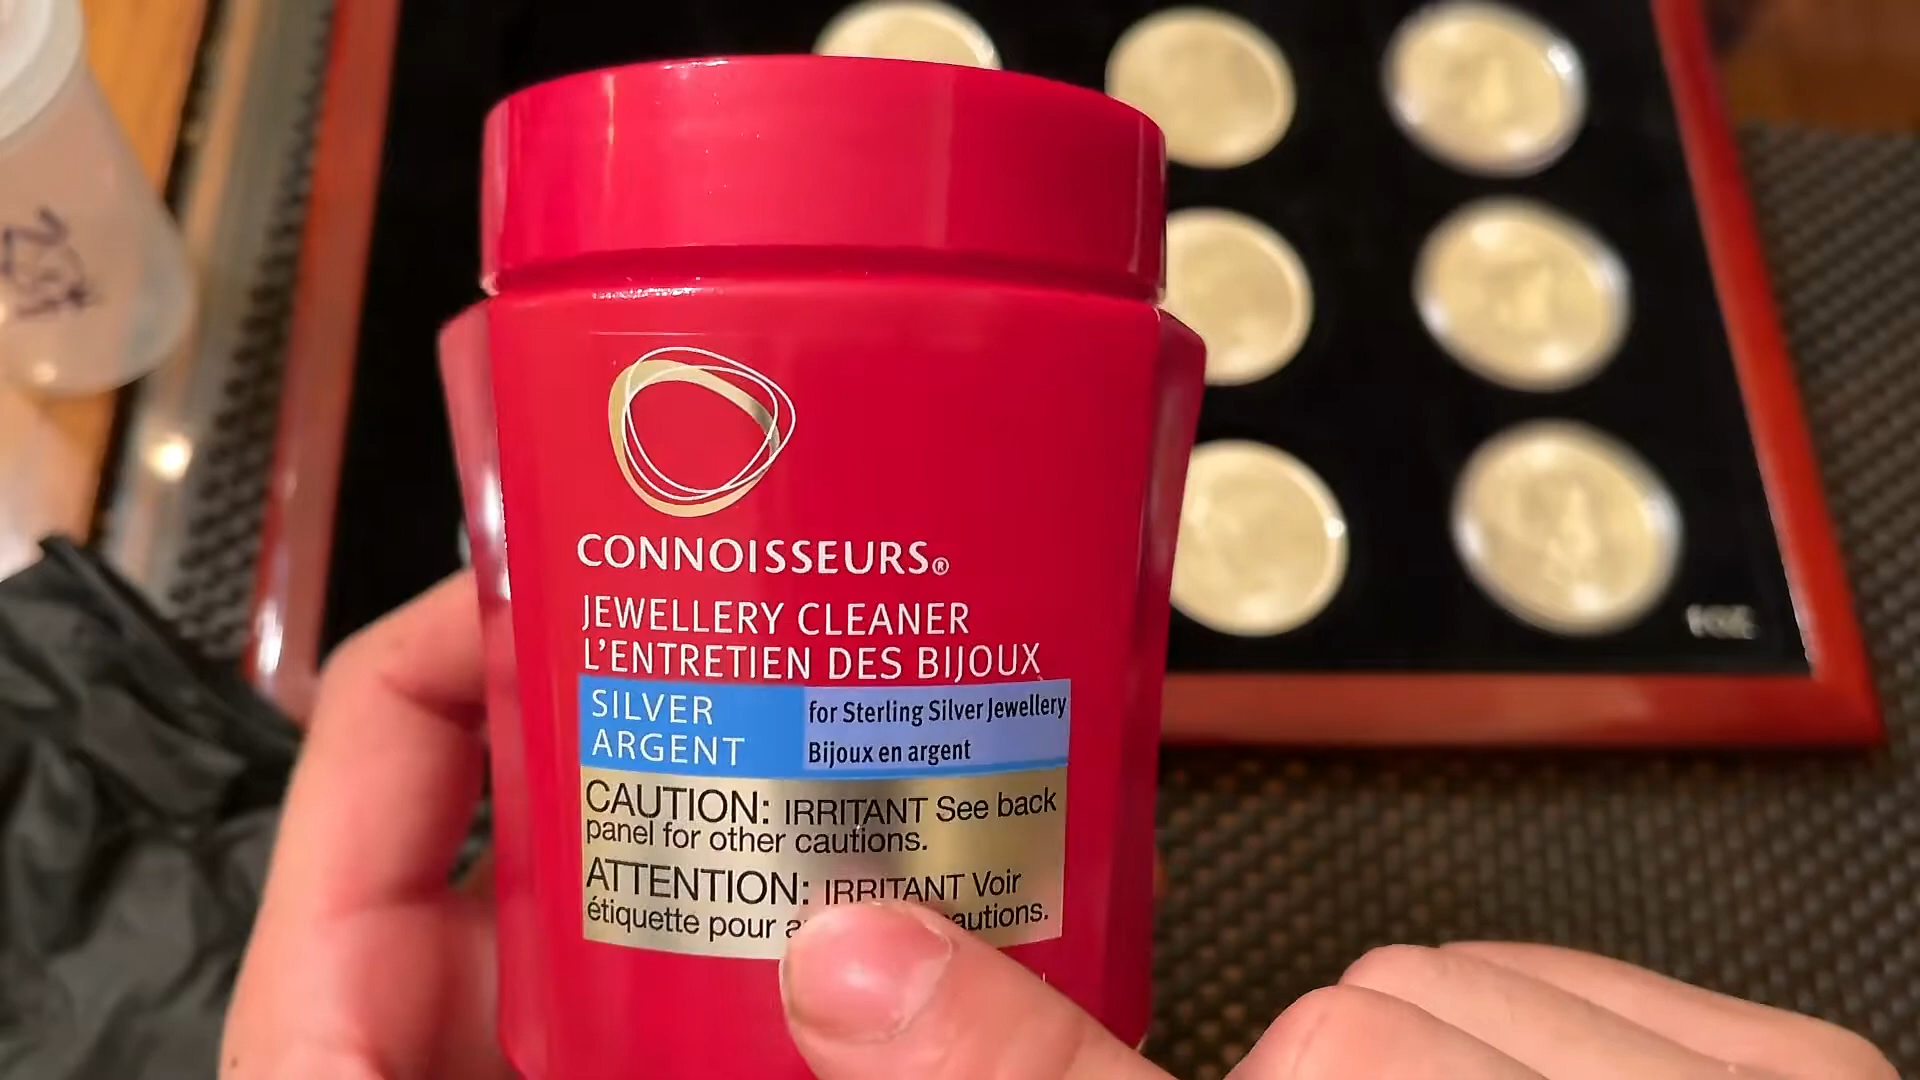 CONNOISSEURS®
JEWELLERY CLEANER
L'ENTRETIEN DES BIJOUX
SILVER
ARGENT
for Sterling Silver Jewellery
Bijoux en argent
CAUTION: IRRITANT See back
panel for other cautions.
ATTENTION: IRRITANT Voir
étiquette pour